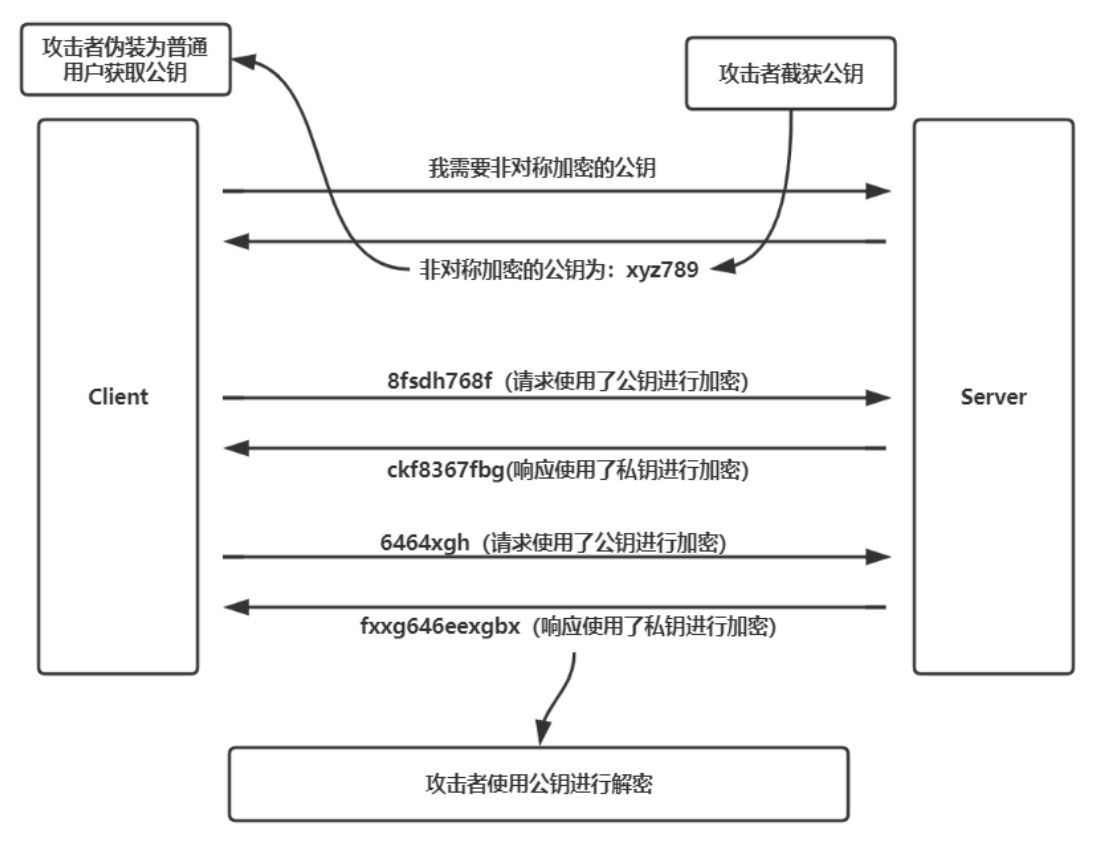 攻击者伪装为普通
用户获取公钥
攻击者截获公钥
我需要非对称加密的公钥
非对称加密的公钥为：xyz789
8fsdh768f（请求使用了公钥进行加密)
Client
Server
ckf8367fbg(响应使用了私钥进行加密)
6464xgh（请求使用了公钥进行加密)
fxxg646eexgbx（响应使用了私钥进行加密)
攻击者使用公钥进行解密